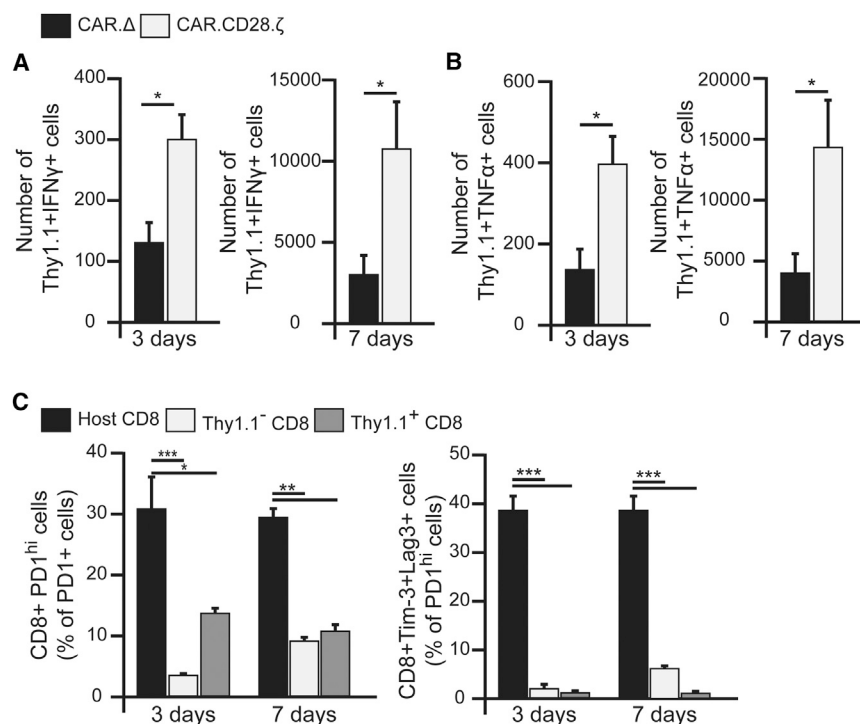 CAR.Δ CAR.CD28.ζ
A
Number of
Thy1.1+IFNγ+ cells
400
300
200
100
0
*
3 days
Number of
Thy1.1+IFNγ+ cells
15000
10000
5000
0
*
7 days
B
Number of
Thy1.1+TNFα+ cells
600
400
200
0
*
3 days
Number of
Thy1.1+TNFα+ cells
20000
15000
10000
5000
0
*
7 days
C
Host CD8 Thy1.1⁻ CD8 Thy1.1⁺ CD8
CD8+ PD1ʰⁱ cells
(% of PD1+ cells)
40
30
20
10
0
***
*
**
3 days 7 days
CD8+Tim-3+Lag3+ cells
(% of PD1ʰⁱ cells)
50
40
30
20
10
0
***
***
3 days 7 days